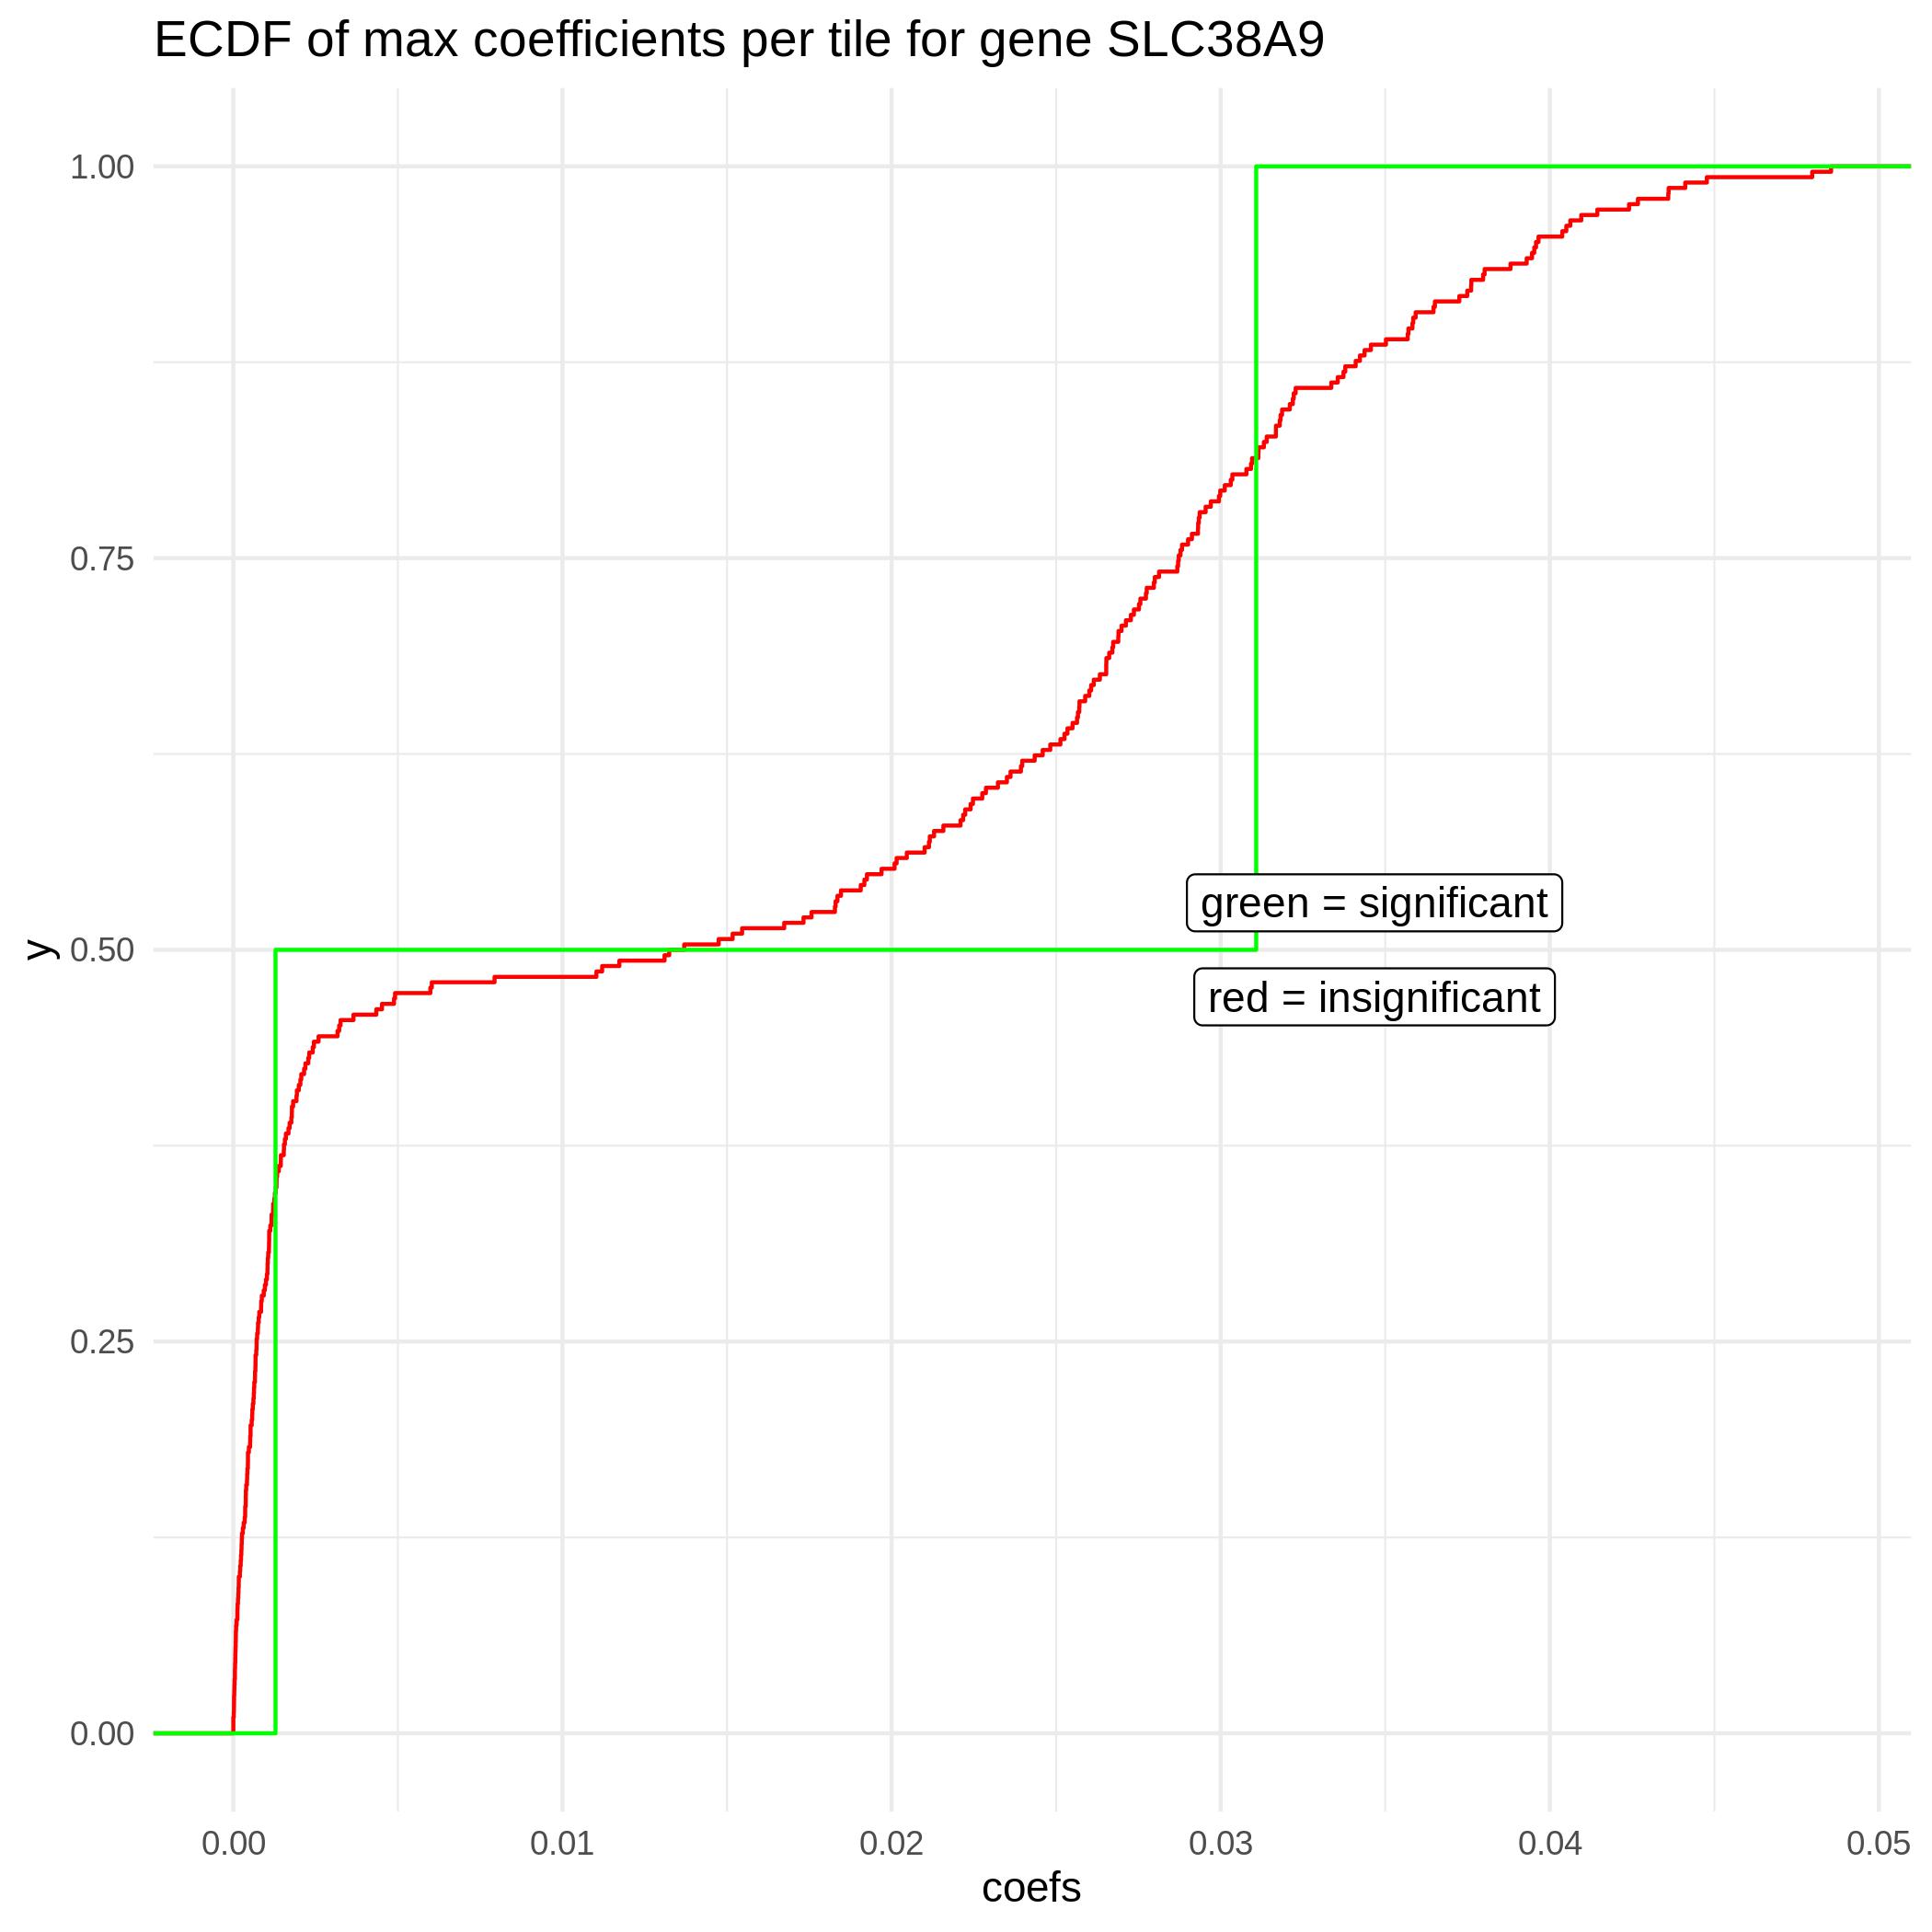 ECDF of max coefficients per tile for gene SLC38A9
1.00
0.75
y
0.50
0.25
0.00
green = significant
red = insignificant
0.00 0.01 0.02 0.03 0.04 0.05
coefs